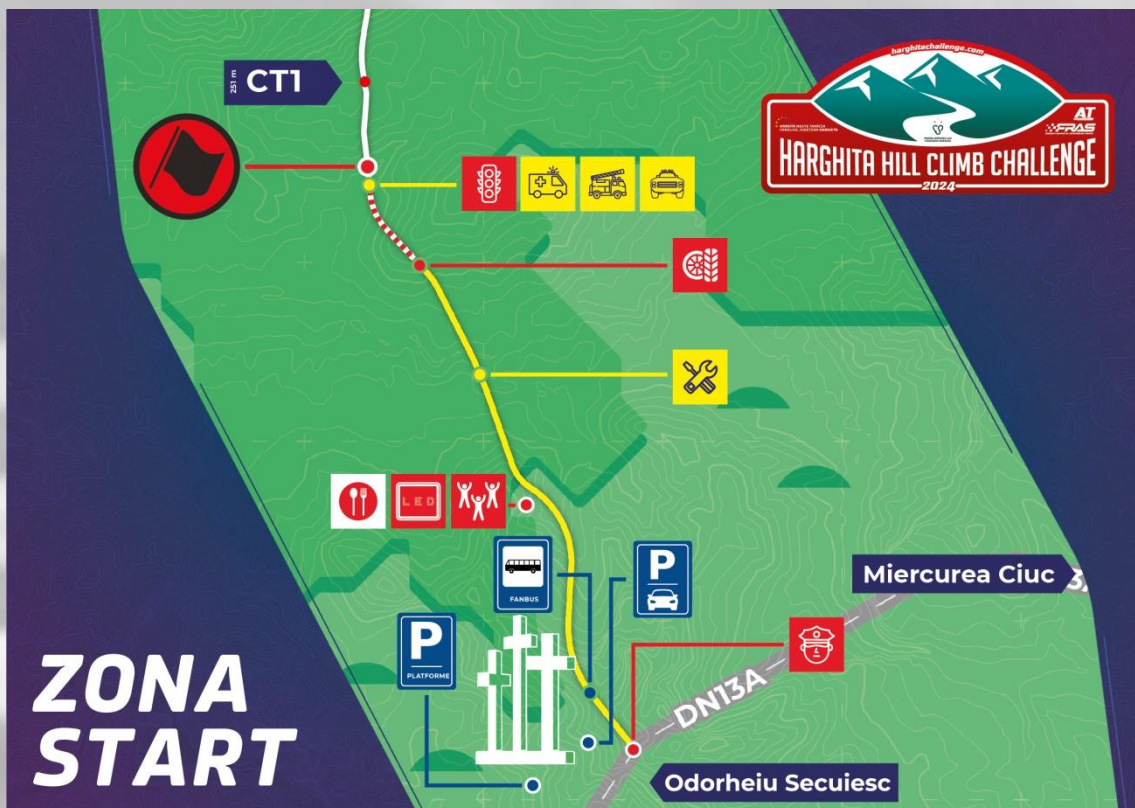 harghitachallenge.com
AT
FRAS
HARGHITA HILL CLIMB CHALLENGE
2024
251 m
CT1
LED
FANBUS
P
P
PLATFORME
Miercurea Ciuc
DN13A
Odorheiu Secuiesc
ZONA
START